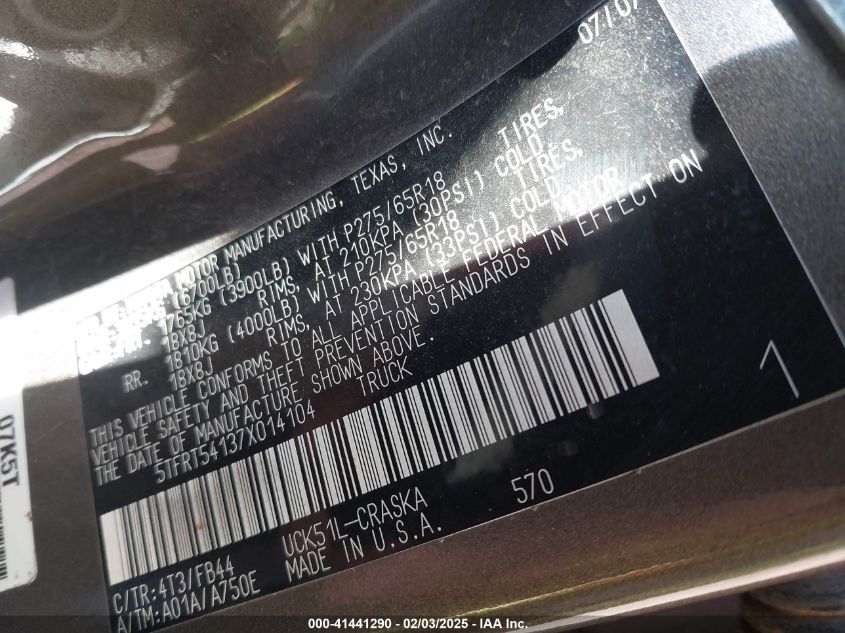 07/07
MOTOR MANUFACTURING, TEXAS, INC.
(6700LB)
1765KG (3900LB) WITH P275/65R18 TIRES,
18X8J RIMS, AT 210KPA (30PSI) COLD.
RR. 1810KG (4000LB) WITH P275/65R18 TIRES,
18X8J RIMS, AT 230KPA (33PSI) COLD.
THIS VEHICLE CONFORMS TO ALL APPLICABLE FEDERAL MOTOR
VEHICLE SAFETY AND THEFT PREVENTION STANDARDS IN EFFECT ON
THE DATE OF MANUFACTURE SHOWN ABOVE.
5TFRT54137X014104 TRUCK
1
C/TR:4T3/FB44 UCK51L-CRASKA 570
A/TM:A01A/A750E MADE IN U.S.A.
07K5T
000-41441290 - 02/03/2025 - IAA Inc.